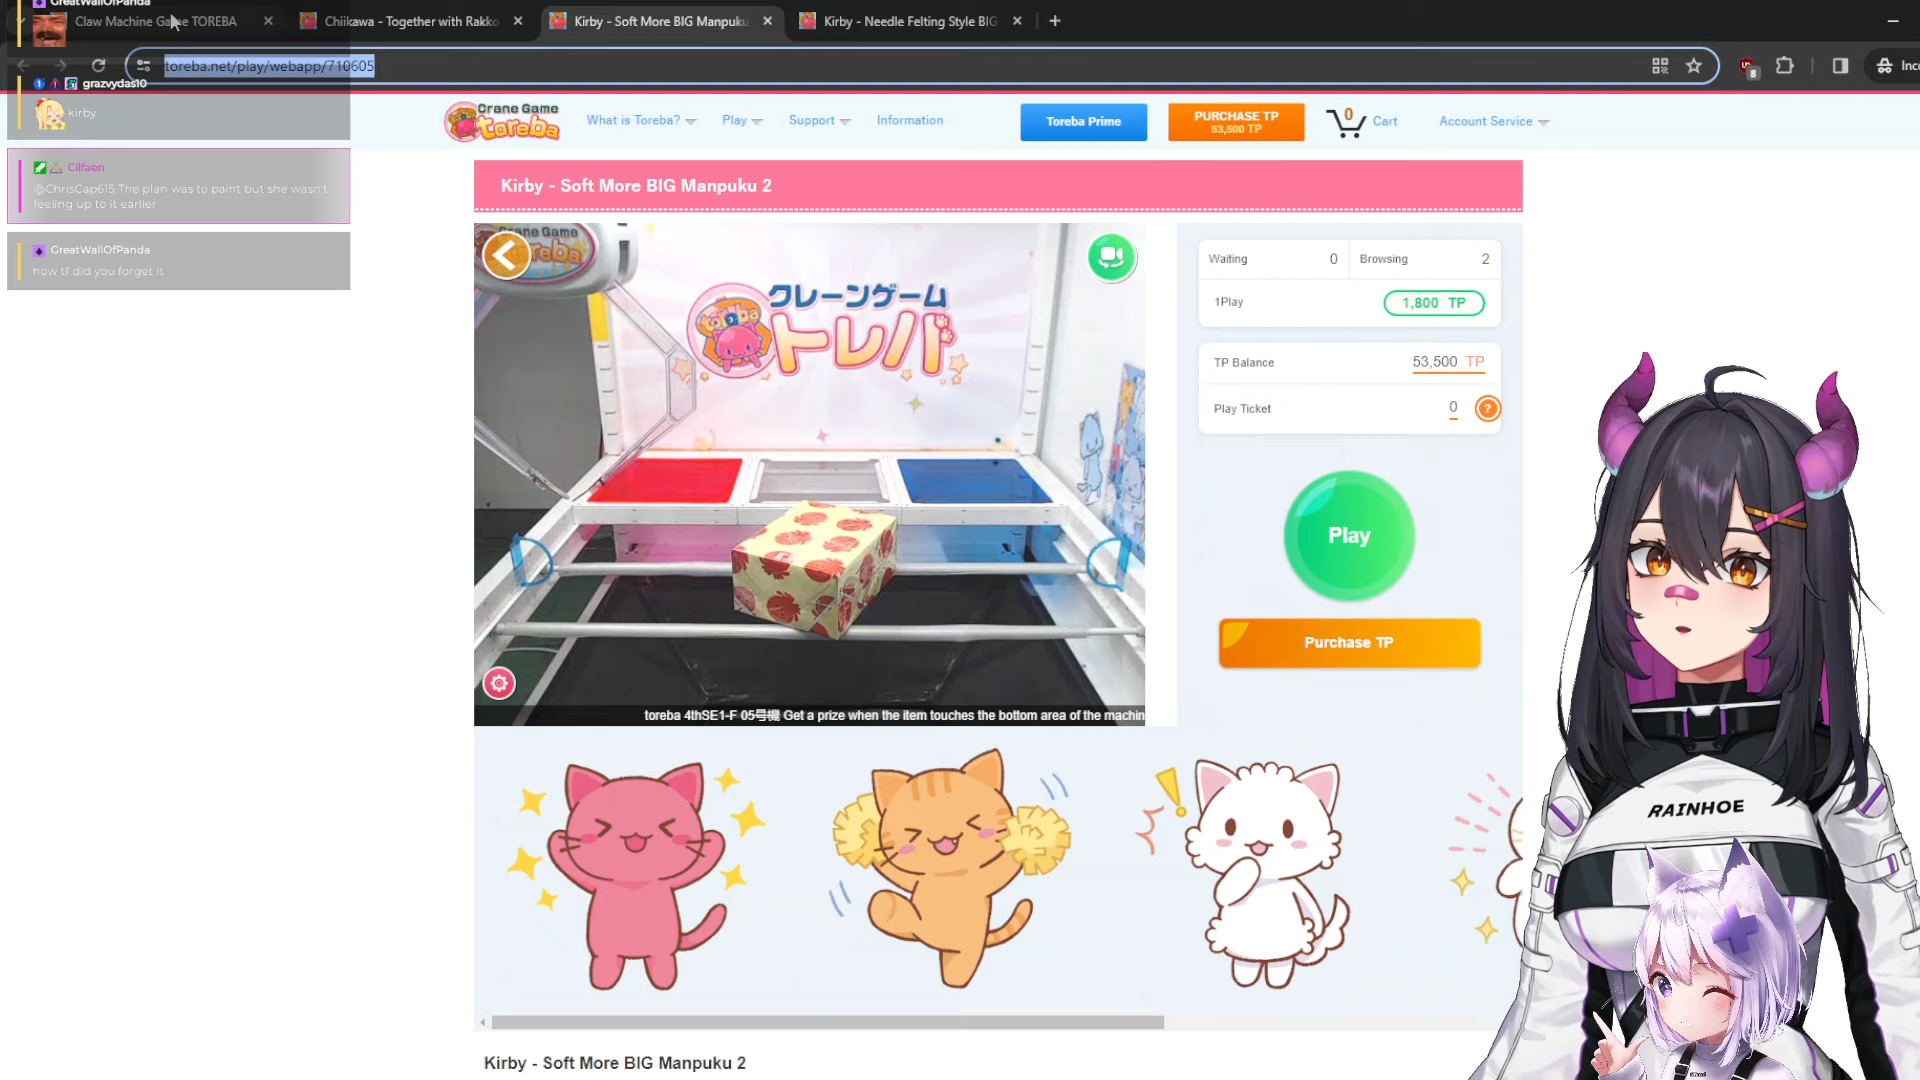 GreatWallOfPanda
Claw Machine Game TOREBA
Chiikawa - Together with Rakko
Kirby - Soft More BIG Manpuku
Kirby - Needle Felting Style BIG
toreba.net/play/webapp/710605
8
grazvydas10
kirby
Cilfaen
@ChrisCap615 The plan was to paint but she wasn't
feeling up to it earlier
GreatWallOfPanda
how tf did you forget it
Crane Game
toreba
What is Toreba?
Play
Support
Information
Toreba Prime
PURCHASE TP
53,500 TP
0
Cart
Account Service
Kirby - Soft More BIG Manpuku 2
Crane Game
Toreba
クレーンゲーム
toreba
トレバ
Waiting 0
Browsing 2
1Play
1,800 TP
TP Balance
53,500 TP
Play Ticket
0
?
Play
Purchase TP
toreba 4thSE1-F 05号機 Get a prize when the item touches the bottom area of the machin
Kirby - Soft More BIG Manpuku 2
RAINHOE